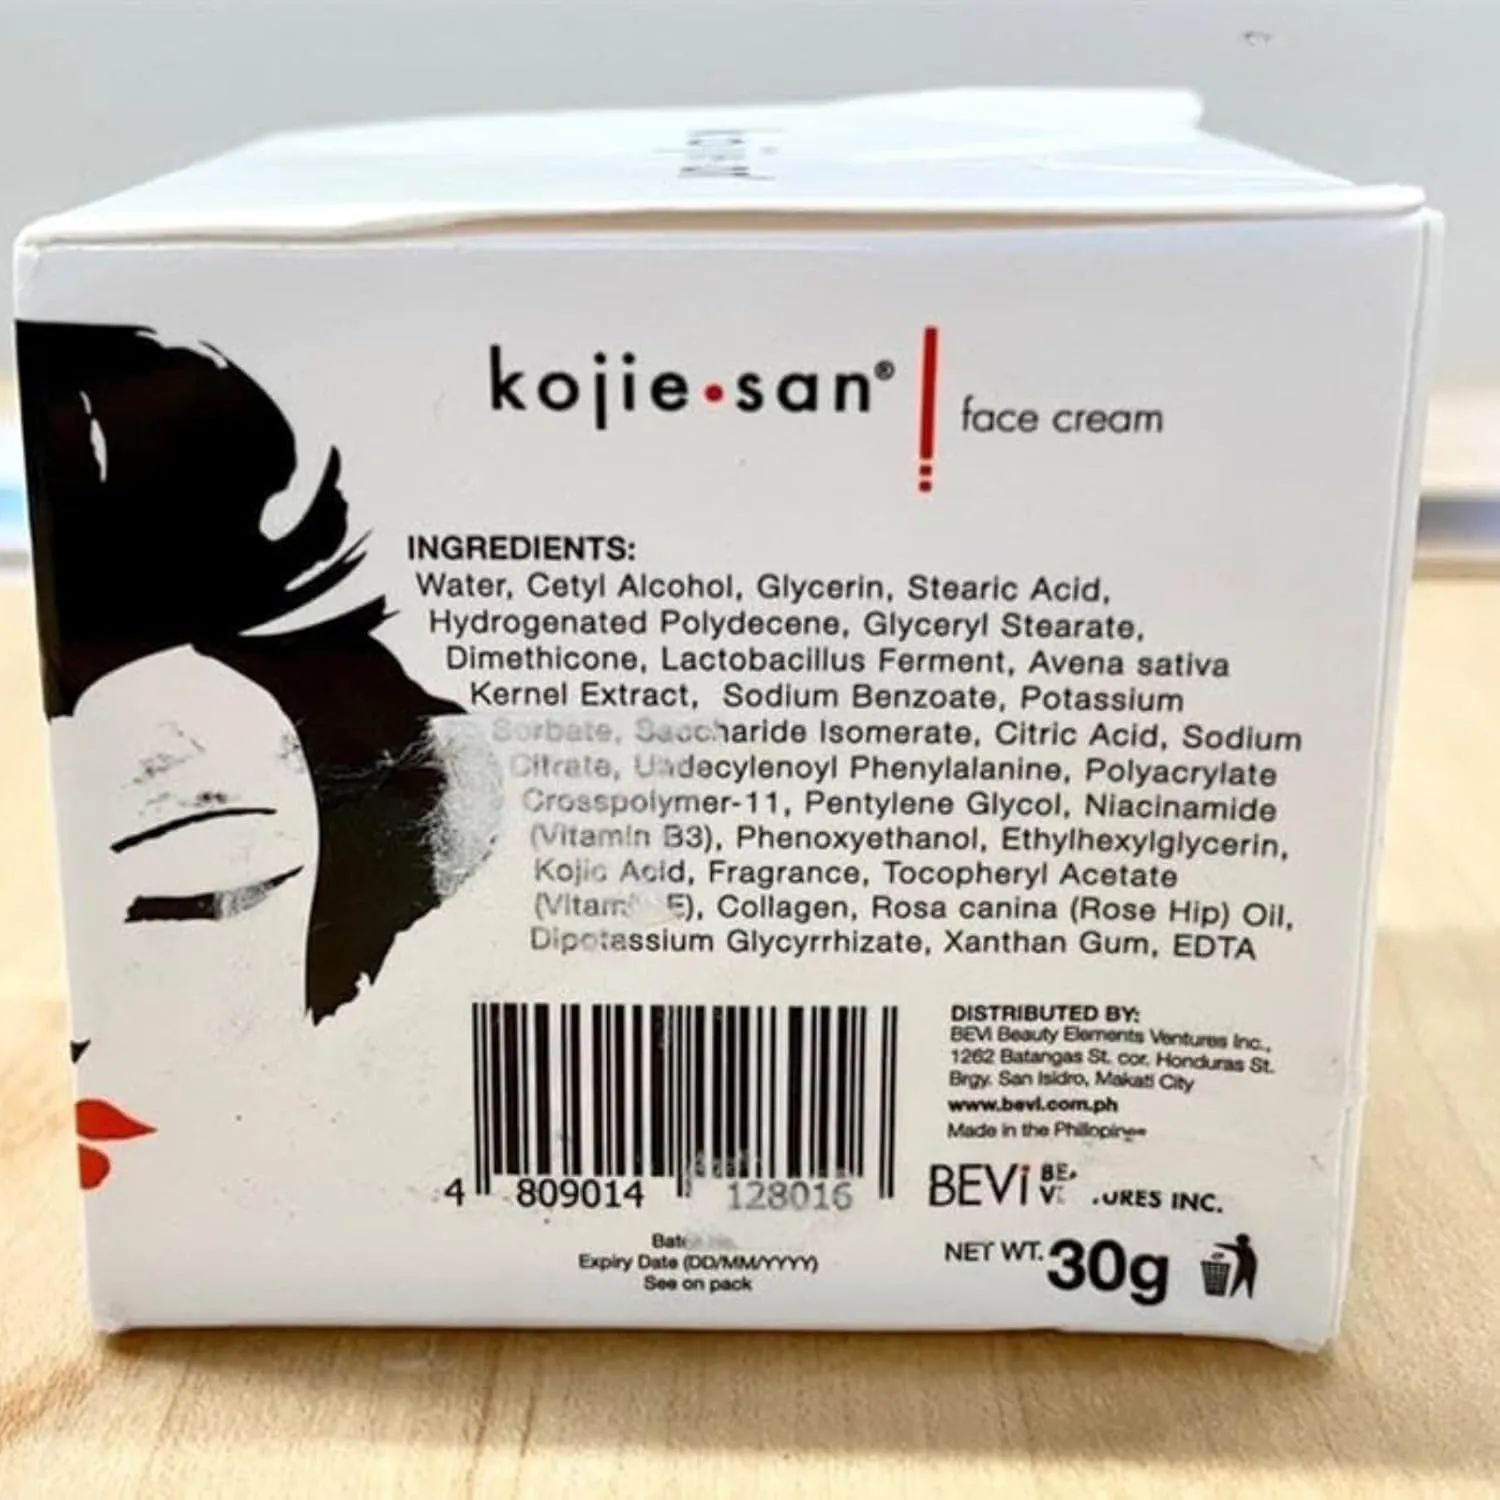 kojie•san® face cream
INGREDIENTS:
Water, Cetyl Alcohol, Glycerin, Stearic Acid,
Hydrogenated Polydecene, Glyceryl Stearate,
Dimethicone, Lactobacillus Ferment, Avena sativa
Kernel Extract, Sodium Benzoate, Potassium
Sorbate, Saccharide Isomerate, Citric Acid, Sodium
Citrate, Undecylenoyl Phenylalanine, Polyacrylate
Crosspolymer-11, Pentylene Glycol, Niacinamide
(Vitamin B3), Phenoxyethanol, Ethylhexylglycerin,
Kojic Acid, Fragrance, Tocopheryl Acetate
E), Collagen, Rosa canina (Rose Hip) Oil,
Dipotassium Glycyrrhizate, Xanthan Gum, EDTA
4 809014 128016
Expiry Date (DD/MM/YYYY)
See on pack
DISTRIBUTED BY:
BEVi Beauty Elements Ventures Inc.,
1262 Batangas St. cor. Honduras St.
Brgy. San Isidro, Makati City
www.bevi.com.ph
Made in the
BEVi INC.
NET WT. 30g